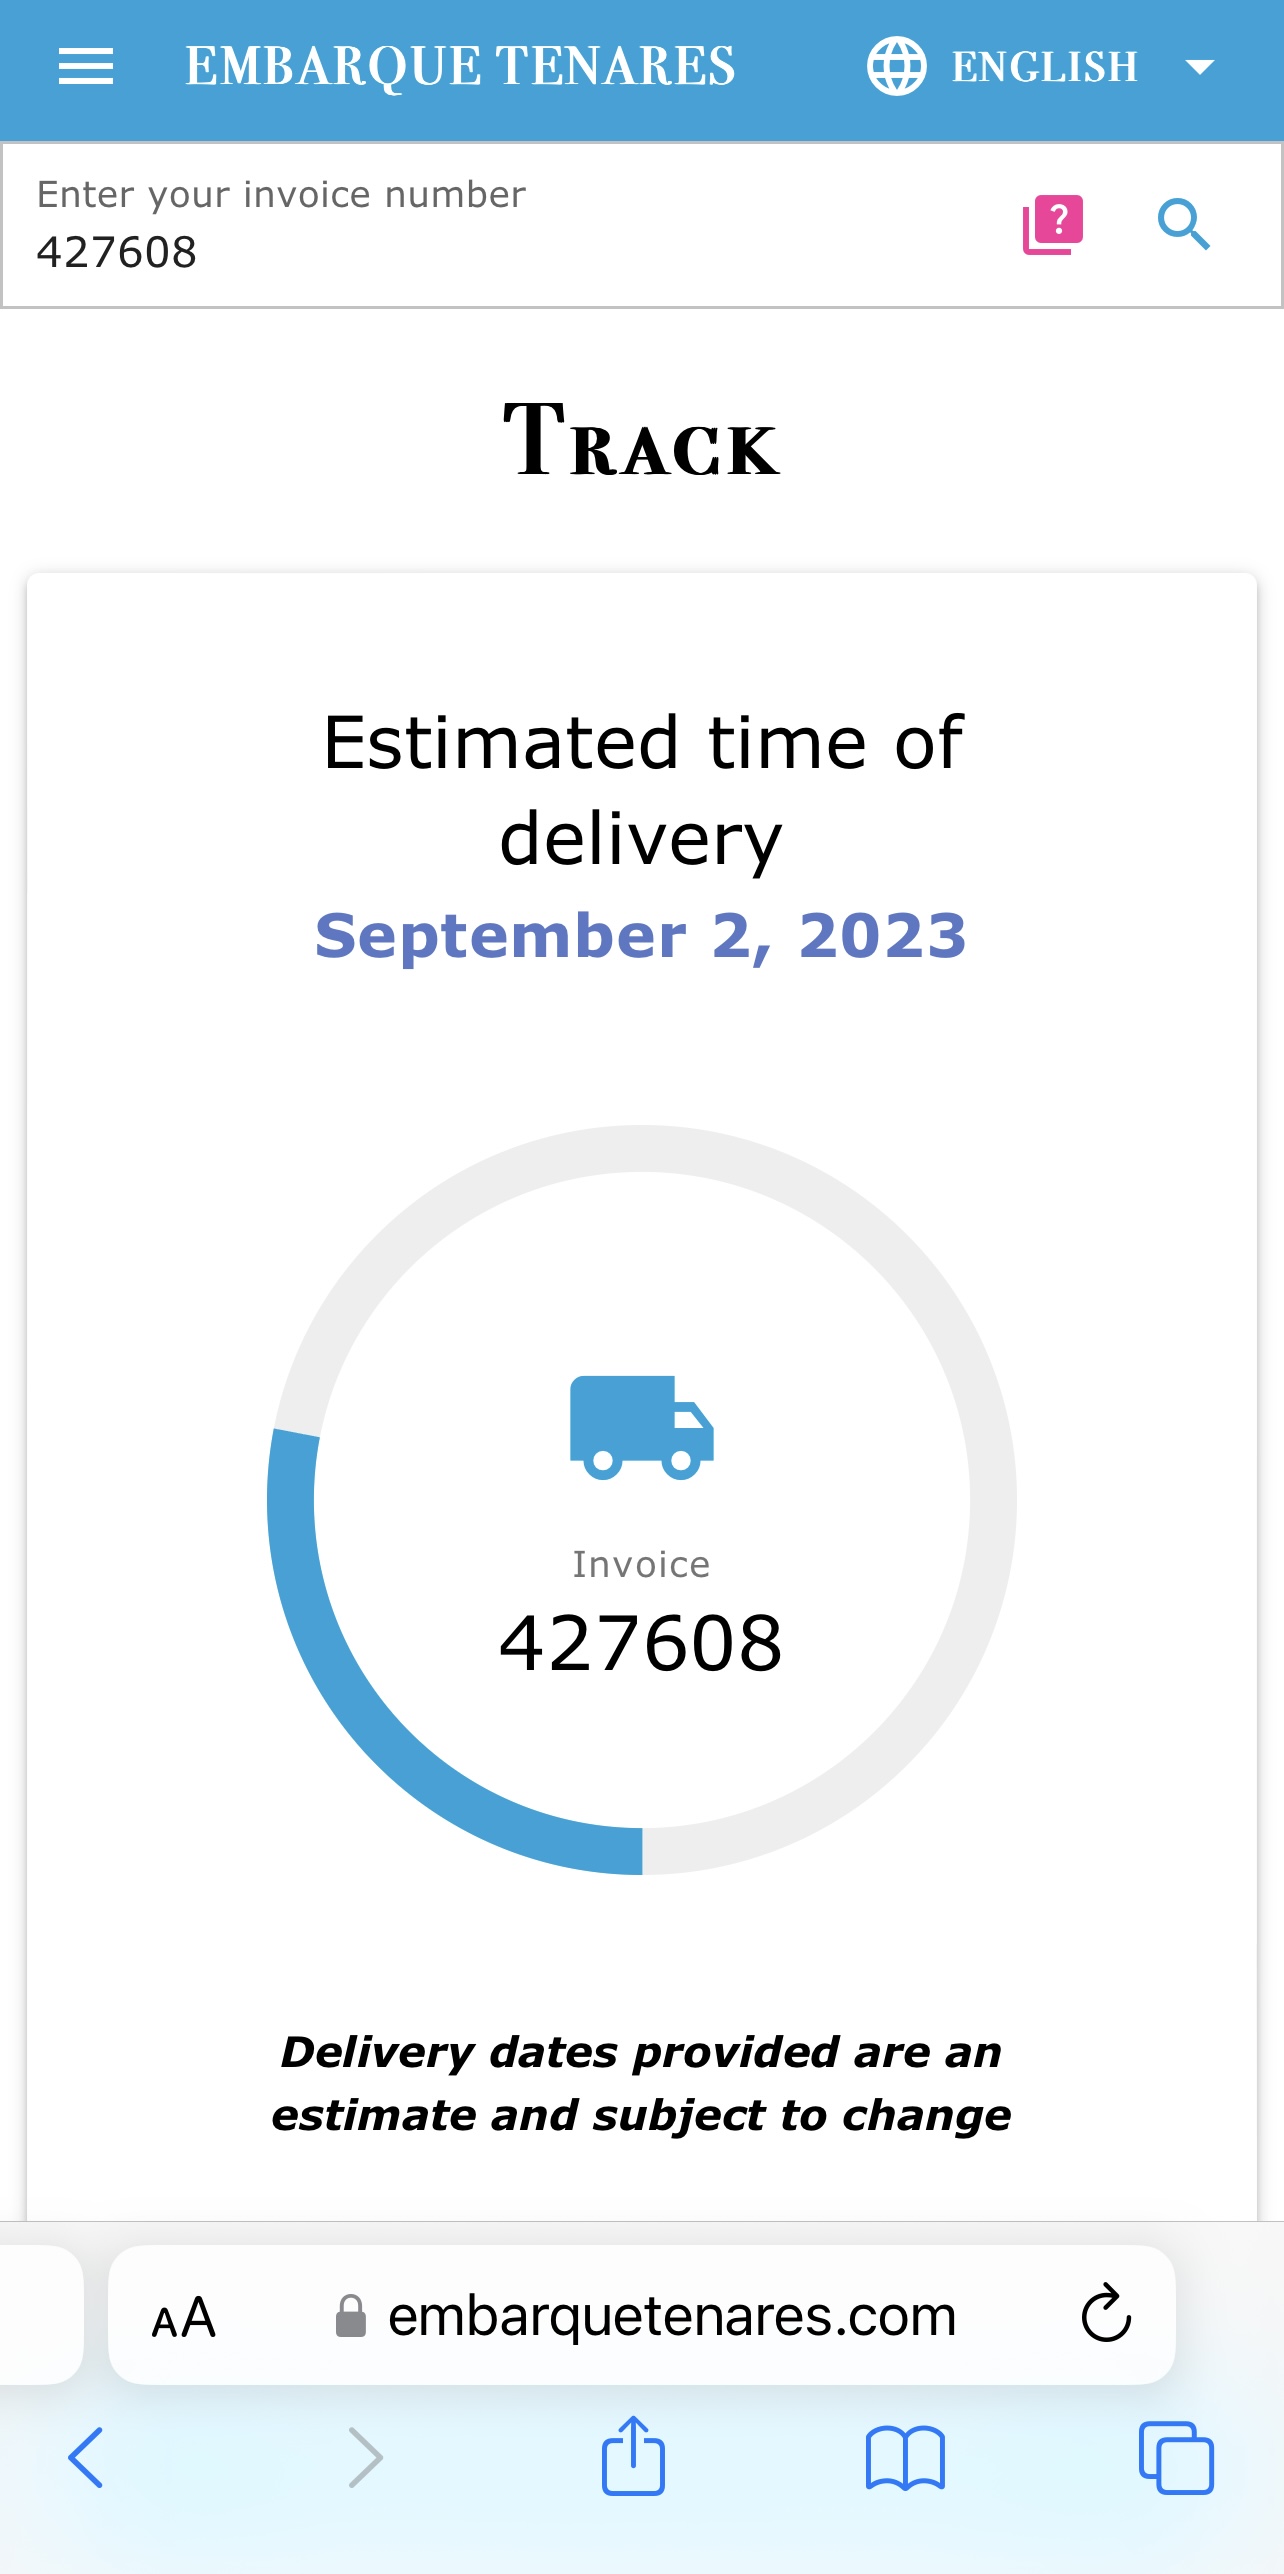 EMBARQUE TENARES
ENGLISH
Enter your invoice number
427608
Track
Estimated time of
delivery
September 2, 2023
Invoice
427608
Delivery dates provided are an
estimate and subject to change
AA
embarquetenares.com